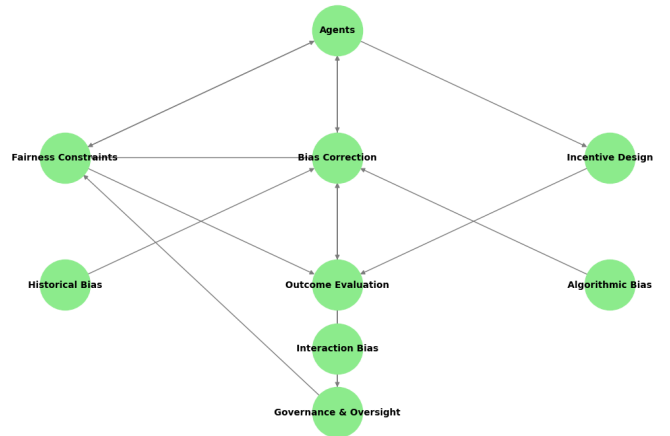 Agents
Fairness Constraints
Bias Correction
Incentive Design
Historical Bias
Outcome Evaluation
Algorithmic Bias
Interaction Bias
Governance & Oversight